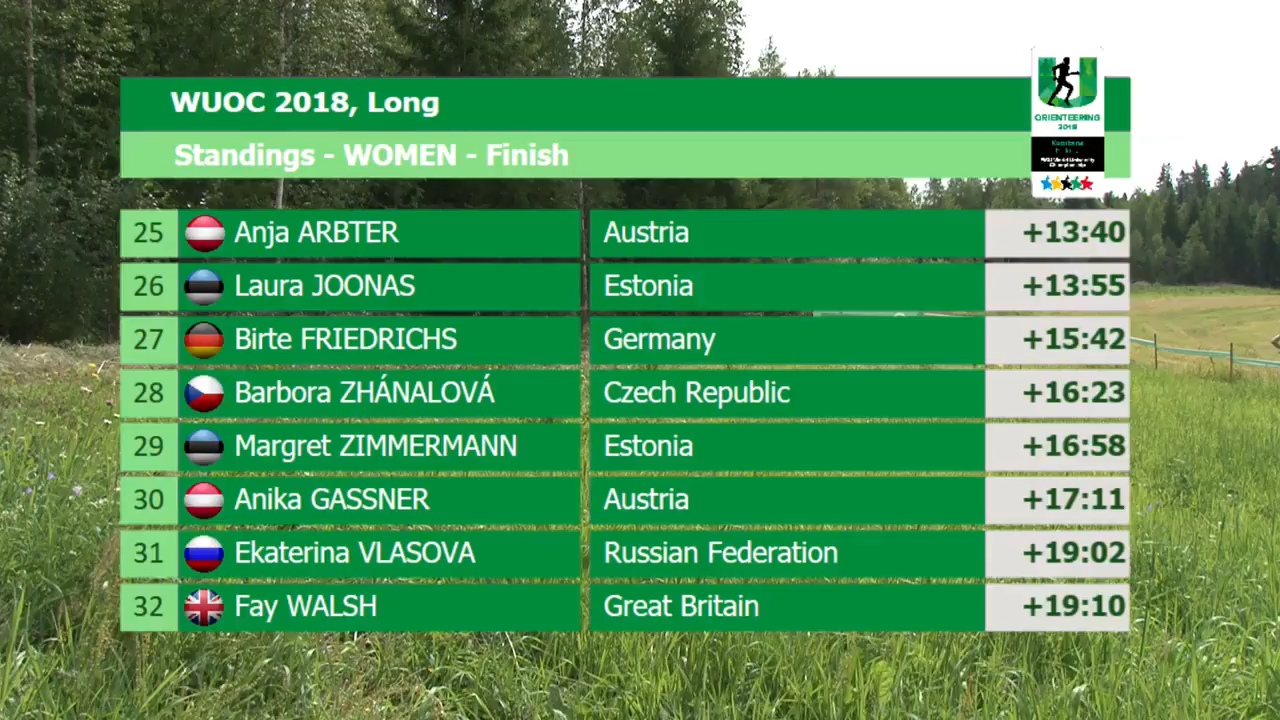 WUOC 2018, Long
ORIENTEERING
2018
Standings - WOMEN - Finish
25 Anja ARBTER Austria +13:40
26 Laura JOONAS Estonia +13:55
27 Birte FRIEDRICHS Germany +15:42
28 Barbora ZHÁNALOVÁ Czech Republic +16:23
29 Margret ZIMMERMANN Estonia +16:58
30 Anika GASSNER Austria +17:11
31 Ekaterina VLASOVA Russian Federation +19:02
32 Fay WALSH Great Britain +19:10